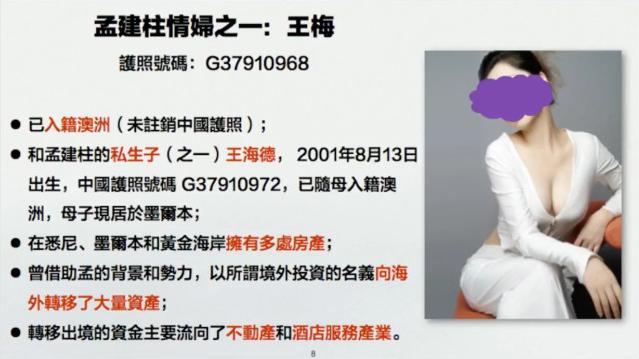 孟建柱情婦之一：王梅
護照號碼：G37910968
● 已入籍澳洲（未註銷中國護照）；
● 和孟建柱的私生子（之一）王海德， 2001年8月13日
出生，中國護照號碼 G37910972，已隨母入籍澳
洲，母子現居於墨爾本；
● 在悉尼、墨爾本和黃金海岸擁有多處房產；
● 曾借助孟的背景和勢力，以所謂境外投資的名義向海
外轉移了大量資產；
● 轉移出境的資金主要流向了不動產和酒店服務產業。
8